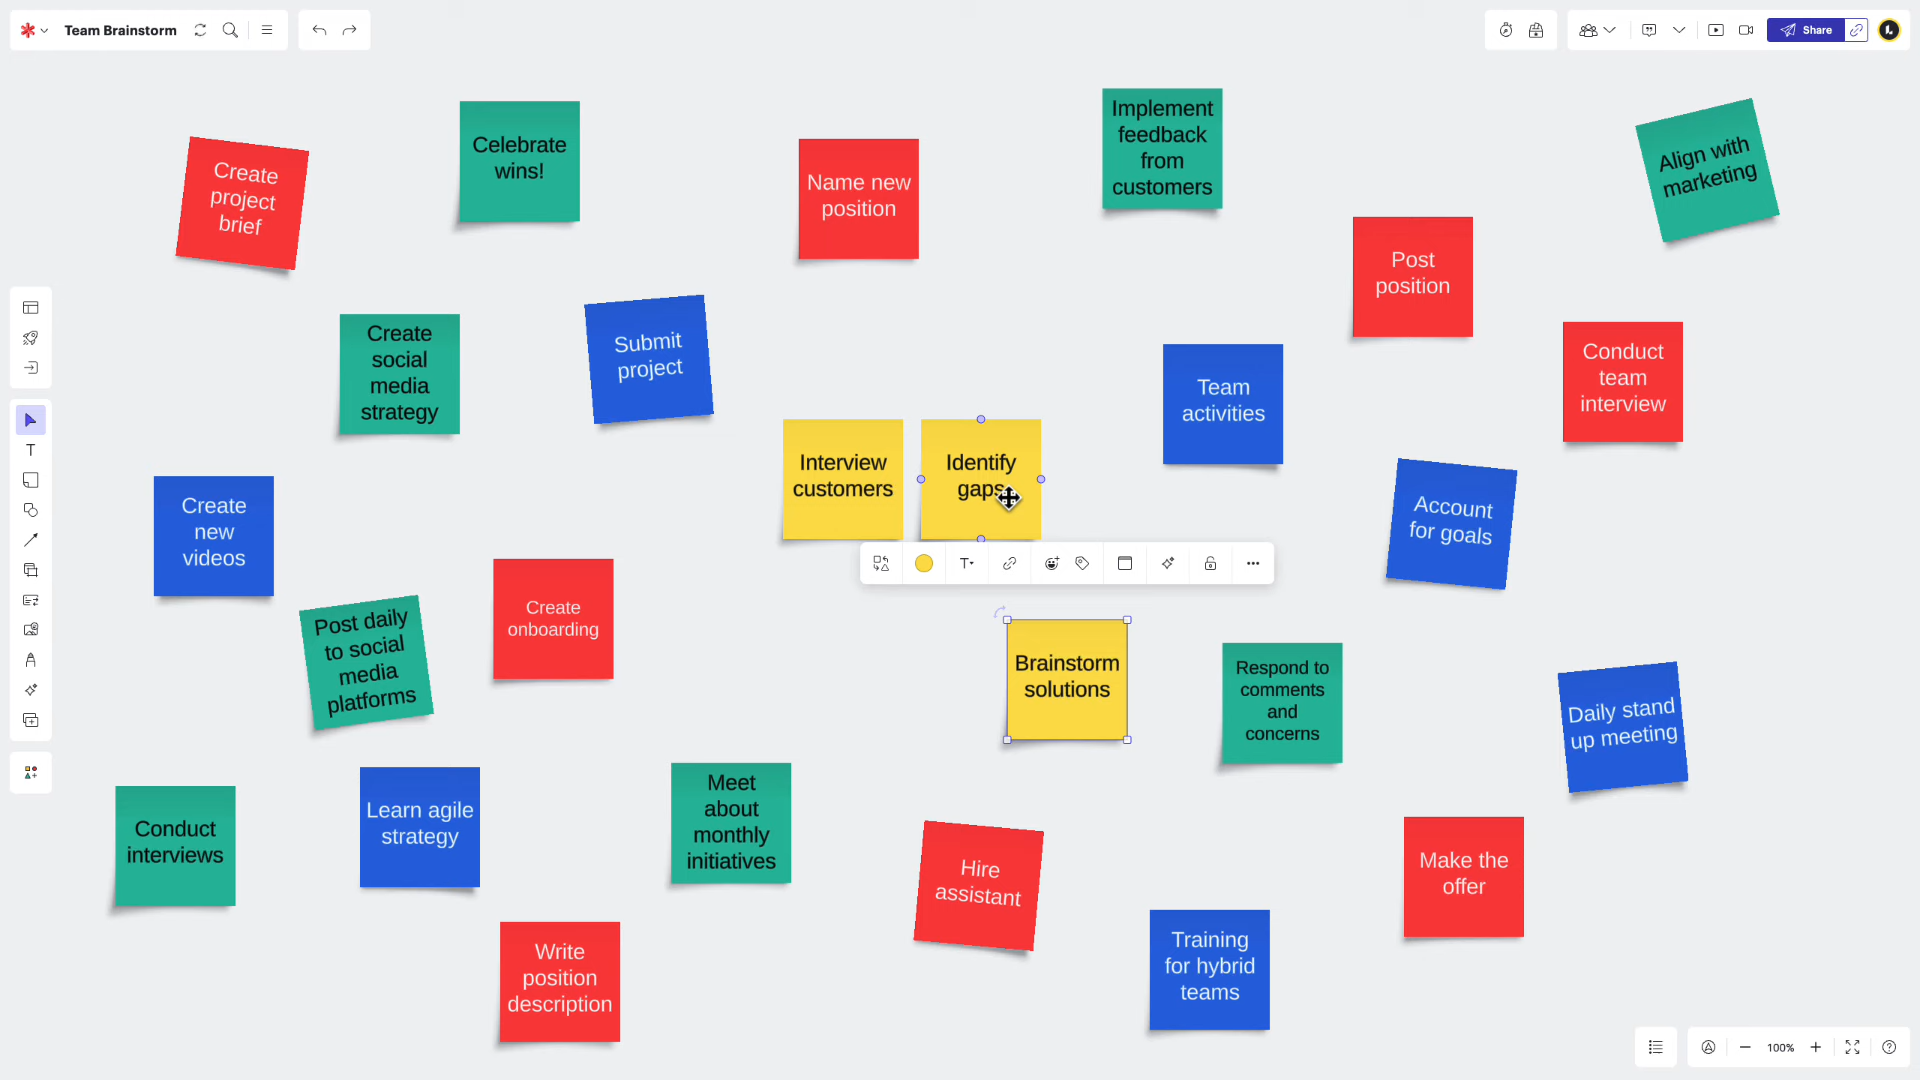 Team Brainstorm
Share
Create
project
brief
Celebrate
wins!
Name new
position
Implement
feedback
from
customers
Align with
marketing
Post
position
Create
social
media
strategy
Submit
project
Team
activities
Conduct
team
interview
Interview
customers
Identify
gaps
Account
for goals
Create
new
videos
Post daily
to social
media
platforms
Create
onboarding
Brainstorm
solutions
Respond to
comments
and
concerns
Daily stand
up meeting
Conduct
interviews
Learn agile
strategy
Meet
about
monthly
initiatives
Hire
assistant
Make the
offer
Write
position
description
Training
for hybrid
teams
100%